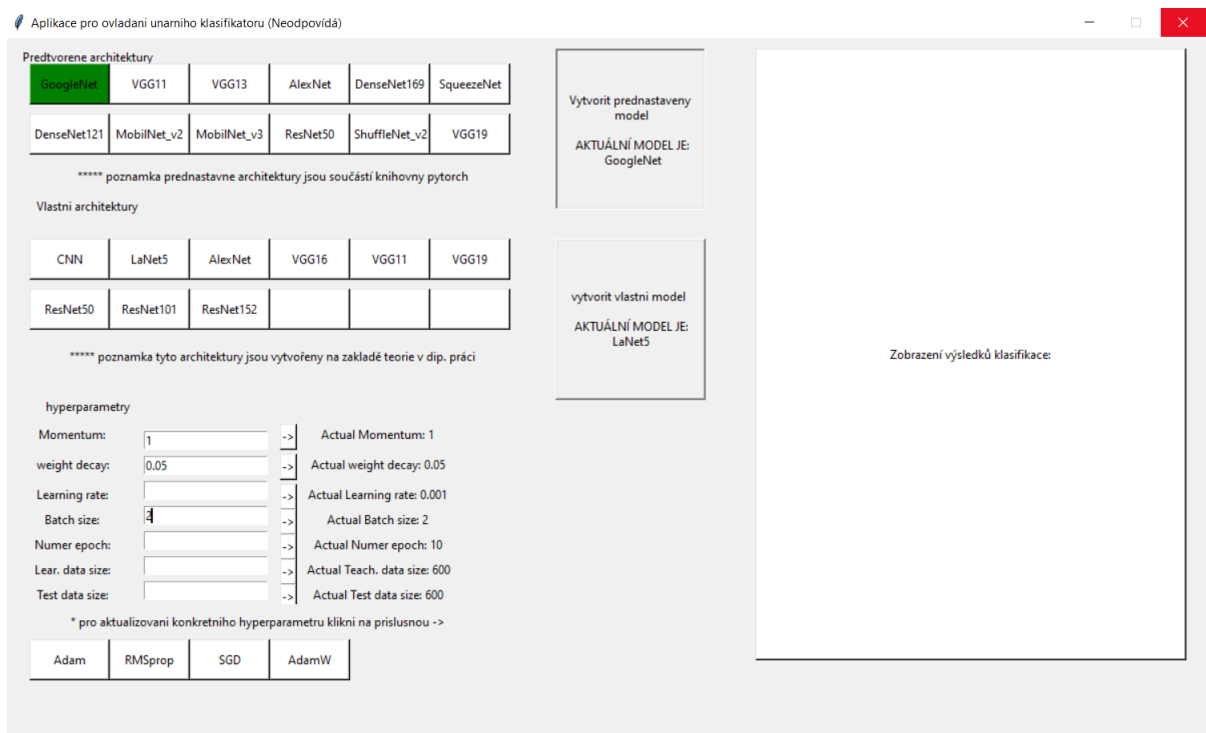 Aplikace pro ovladani unarniho klasifikatoru (Neodpovídá)
Predtvorene architektury
GoogleNet VGG11 VGG13 AlexNet DenseNet169 SqueezeNet
DenseNet121 MobilNet_v2 MobilNet_v3 ResNet50 ShuffleNet_v2 VGG19
***** poznamka prednastavne architektury jsou součástí knihovny pytorch
Vlastni architektury
CNN LaNet5 AlexNet VGG16 VGG11 VGG19
ResNet50 ResNet101 ResNet152
***** poznamka tyto architektury jsou vytvořeny na zakladě teorie v dip. práci
Vytvorit prednastaveny
model
AKTUÁLNÍ MODEL JE:
GoogleNet
vytvorit vlastni model
AKTUÁLNÍ MODEL JE:
LaNet5
Zobrazení výsledků klasifikace:
hyperparametry
Momentum: 1 -> Actual Momentum: 1
weight decay: 0.05 -> Actual weight decay: 0.05
Learning rate: -> Actual Learning rate: 0.001
Batch size: 2 -> Actual Batch size: 2
Numer epoch: -> Actual Numer epoch: 10
Lear. data size: -> Actual Teach. data size: 600
Test data size: -> Actual Test data size: 600
* pro aktualizovani konkretniho hyperparametru klikni na prislusnou ->
Adam RMSprop SGD AdamW